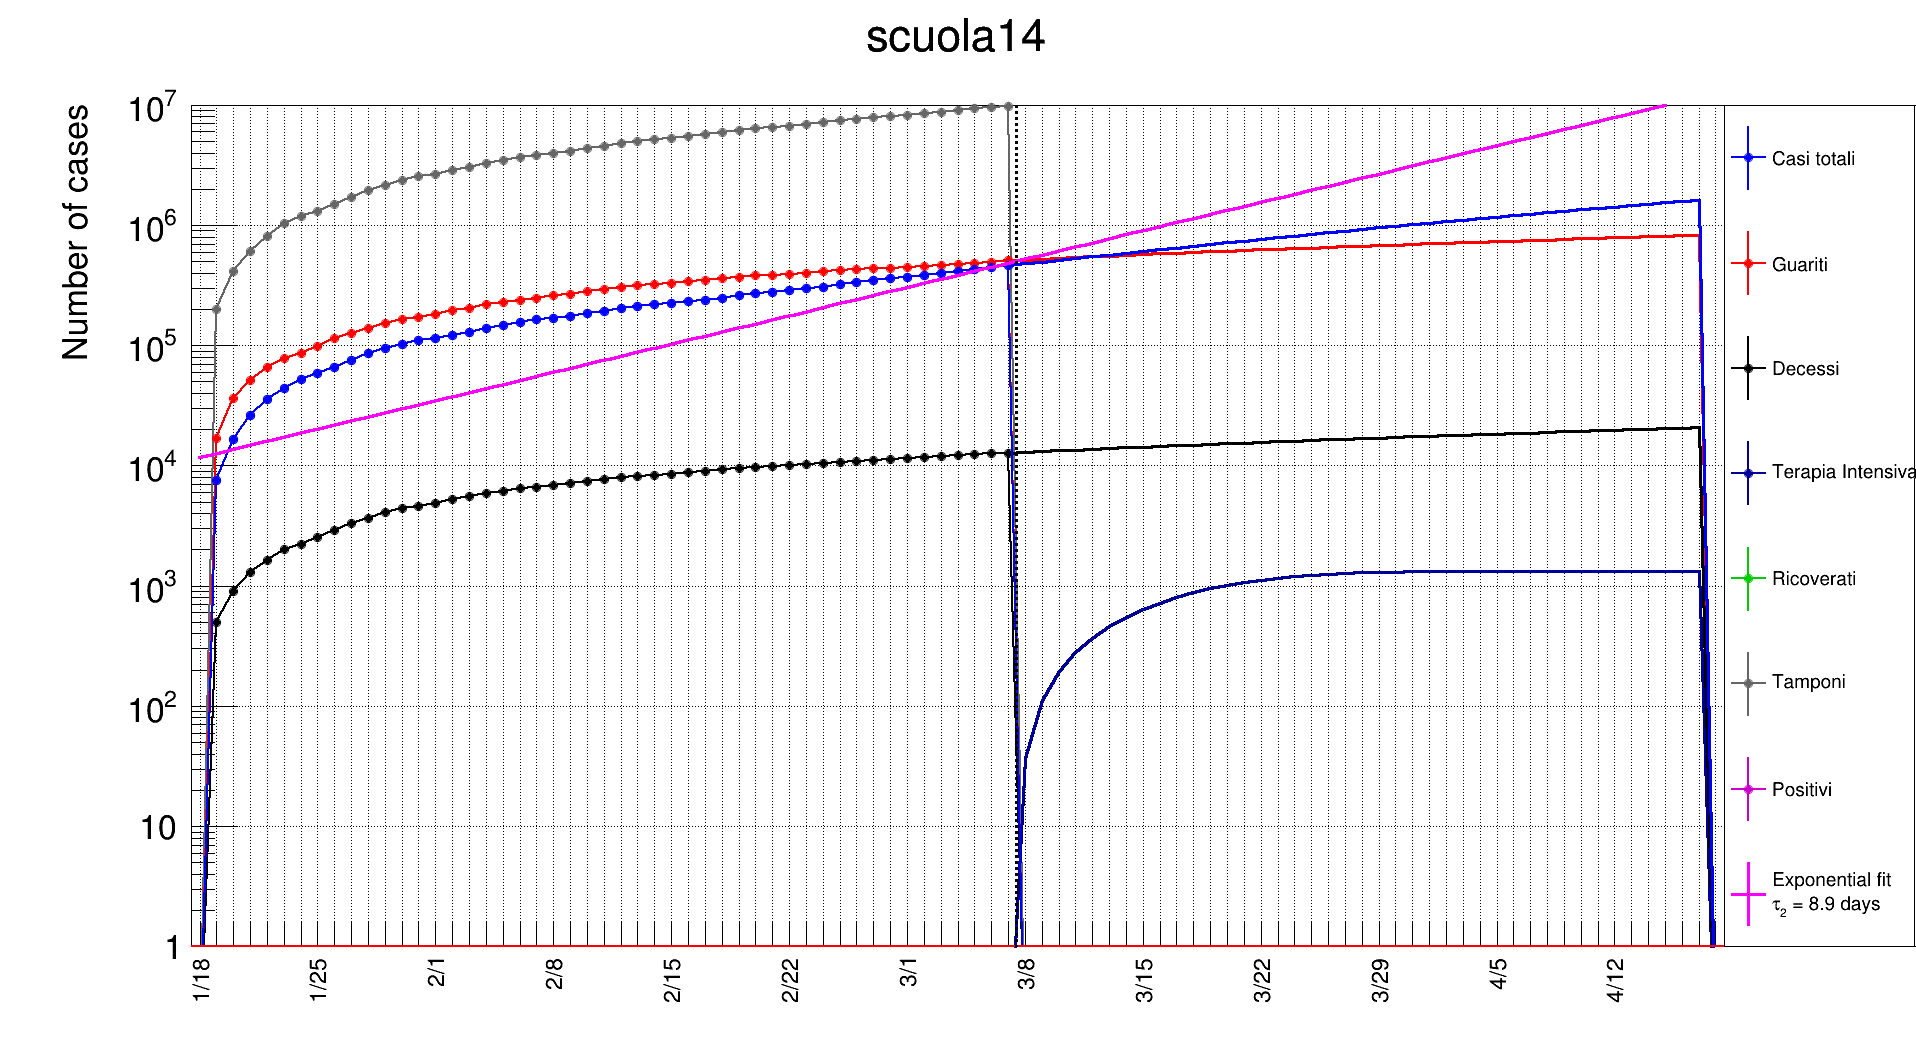 scuola14
Number of cases
10^7
10^6
10^5
10^4
10^3
10^2
10
1
1/18
1/25
2/1
2/8
2/15
2/22
3/1
3/8
3/15
3/22
3/29
4/5
4/12
Casi totali
Guariti
Decessi
Terapia Intensiva
Ricoverati
Tamponi
Positivi
Exponential fit
τ_2 = 8.9 days